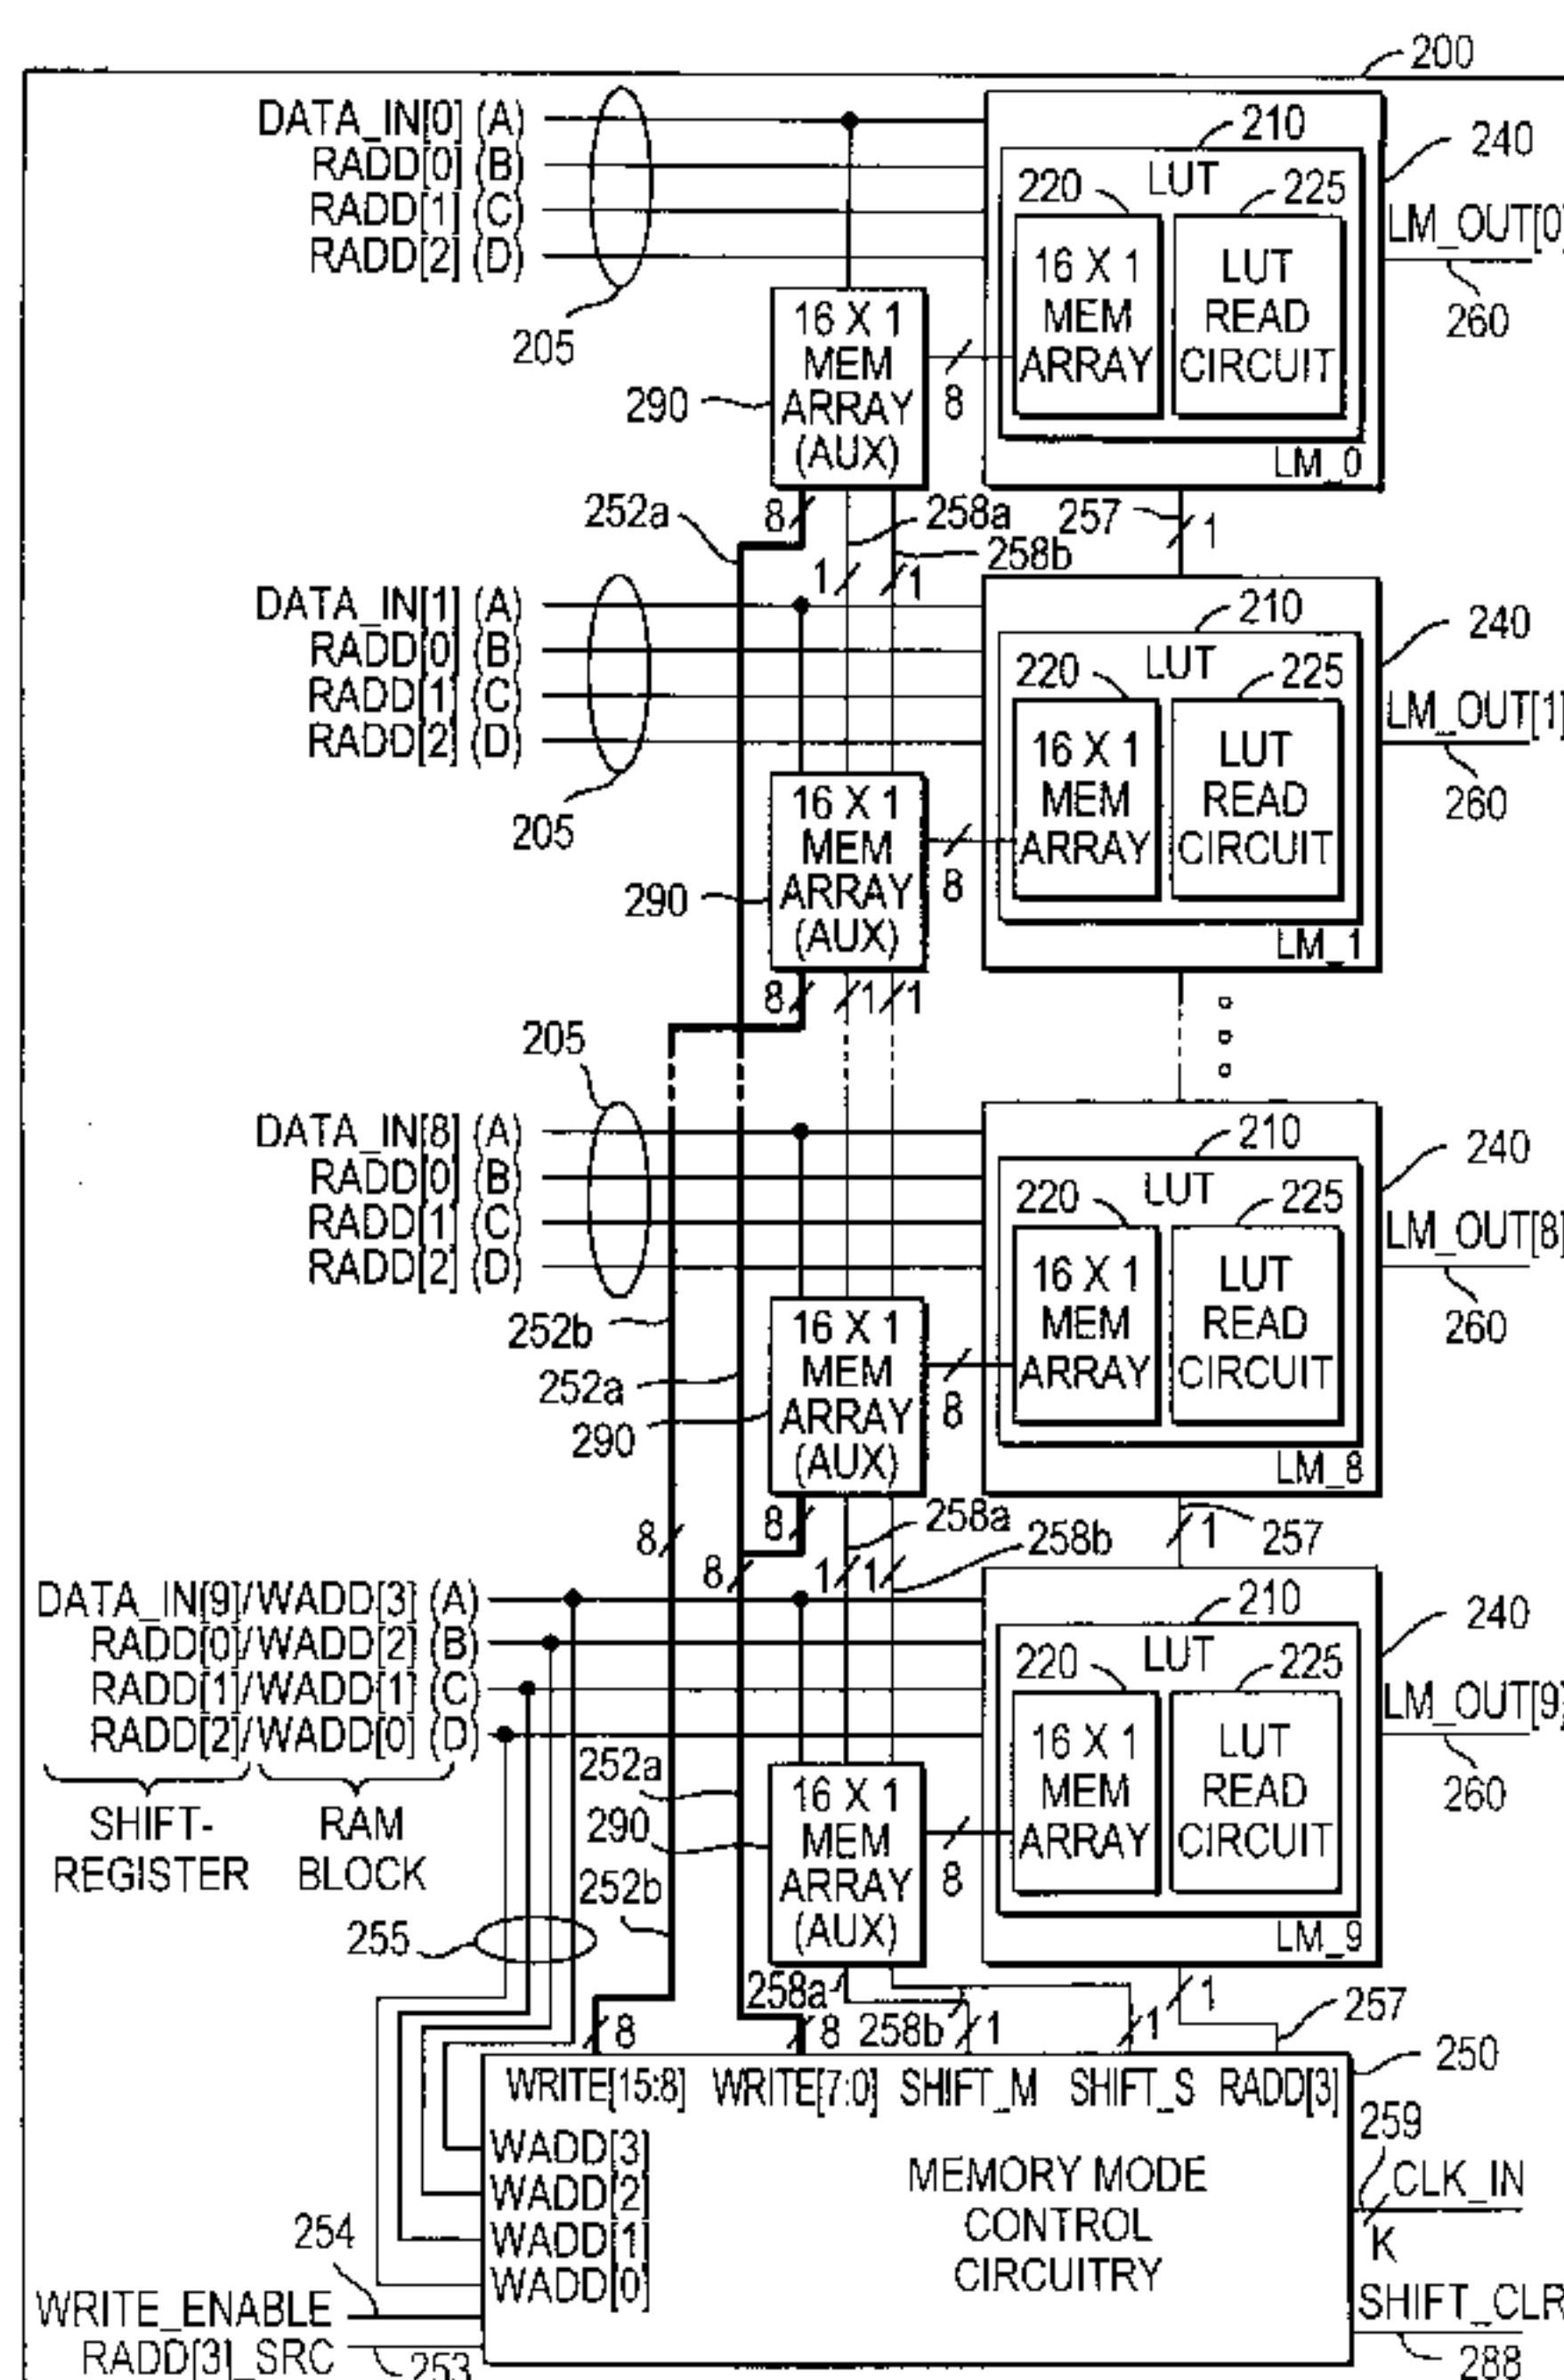 200
DATA_IN[0] (A)
RADD[0] (B)
RADD[1] (C)
RADD[2] (D)
205
210
240
LUT
220
225
16 X 1
MEM
ARRAY
LUT
READ
CIRCUIT
LM_0
LM_OUT[0]
260
16 X 1
MEM
ARRAY
(AUX)
290
8
252a
8
258a
258b
1
1
257
1
DATA_IN[1] (A)
RADD[0] (B)
RADD[1] (C)
RADD[2] (D)
205
210
240
LUT
220
225
16 X 1
MEM
ARRAY
LUT
READ
CIRCUIT
LM_1
LM_OUT[1]
260
16 X 1
MEM
ARRAY
(AUX)
290
8
8
1
1
205
DATA_IN[8] (A)
RADD[0] (B)
RADD[1] (C)
RADD[2] (D)
210
240
LUT
220
225
16 X 1
MEM
ARRAY
LUT
READ
CIRCUIT
LM_8
LM_OUT[8]
260
252b
252a
290
16 X 1
MEM
ARRAY
(AUX)
8
8
8
8
1
1
258a
258b
1
257
DATA_IN[9]/WADD[3] (A)
RADD[0]/WADD[2] (B)
RADD[1]/WADD[1] (C)
RADD[2]/WADD[0] (D)
SHIFT-
REGISTER
RAM
BLOCK
210
240
LUT
220
225
16 X 1
MEM
ARRAY
LUT
READ
CIRCUIT
LM_9
LM_OUT[9]
260
252a
290
252b
16 X 1
MEM
ARRAY
(AUX)
8
255
258a
258b
8
8
1
1
1
257
250
WRITE[15:8] WRITE[7:0] SHIFT_M SHIFT_S RADD[3]
WADD[3]
WADD[2]
WADD[1]
WADD[0]
MEMORY MODE
CONTROL
CIRCUITRY
259
CLK_IN
K
254
WRITE_ENABLE
RADD[3]_SRC
253
SHIFT_CLR
288